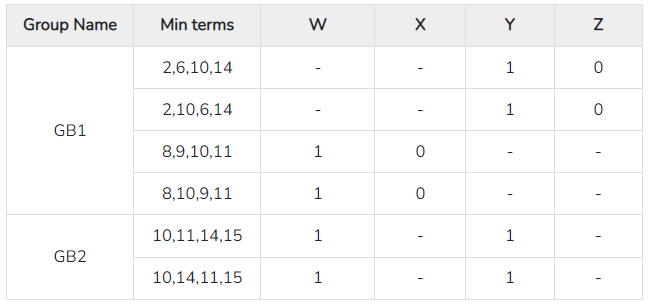 Group Name Min terms W X Y Z
2,6,10,14 - - 1 0
2,10,6,14 - - 1 0
GB1
8,9,10,11 1 0 - -
8,10,9,11 1 0 - -
10,11,14,15 1 - 1 -
GB2
10,14,11,15 1 - 1 -